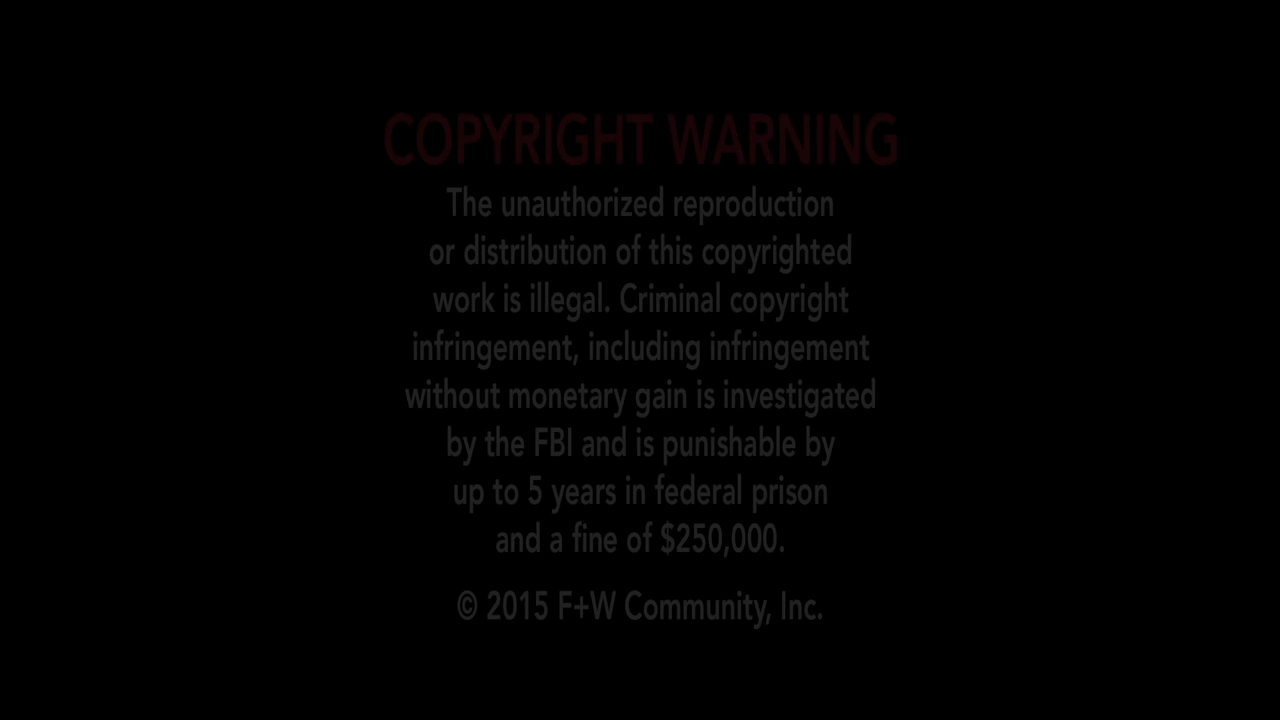 COPYRIGHT WARNING
The unauthorized reproduction
or distribution of this copyrighted
work is illegal. Criminal copyright
infringement, including infringement
without monetary gain is investigated
by the FBI and is punishable by
up to 5 years in federal prison
and a fine of $250,000.
© 2015 F+W Community, Inc.